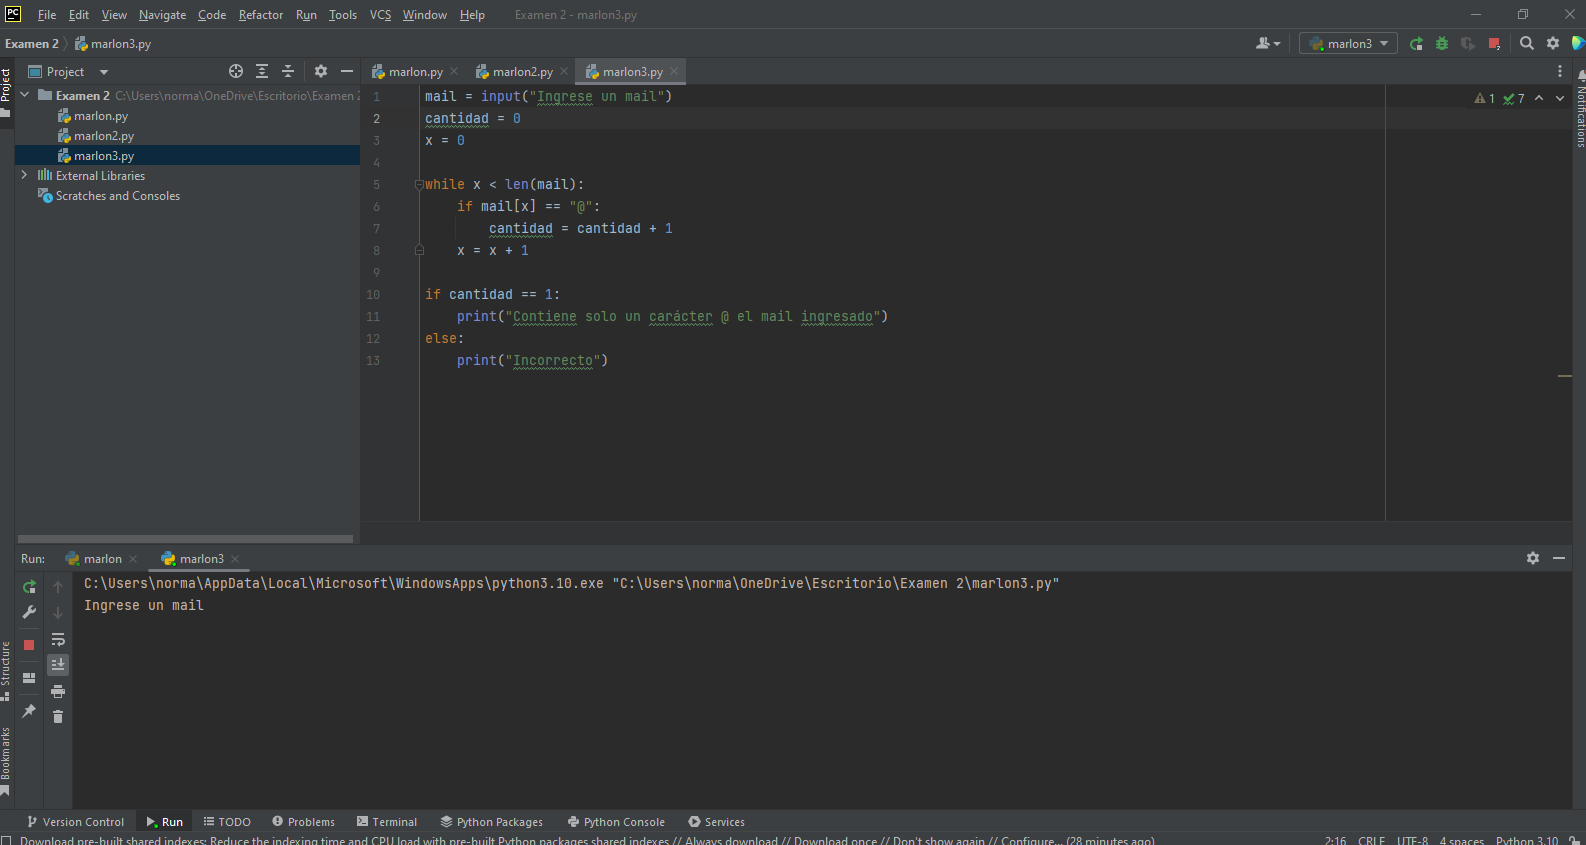 PC File Edit View Navigate Code Refactor Run Tools VCS Window Help Examen 2 - marlon3.py
Examen 2 marlon3.py marlon3
Project marlon.py marlon2.py marlon3.py
Project
Examen 2 C:\Users\norma\OneDrive\Escritorio\Examen 2
marlon.py
marlon2.py
marlon3.py
External Libraries
Scratches and Consoles
1 mail = input("Ingrese un mail")
2 cantidad = 0
3 x = 0
4
5 while x < len(mail):
6 if mail[x] == "@":
7 cantidad = cantidad + 1
8 x = x + 1
9
10 if cantidad == 1:
11 print("Contiene solo un carácter @ el mail ingresado")
12 else:
13 print("Incorrecto")
1 7
Notifications
Run: marlon marlon3
C:\Users\norma\AppData\Local\Microsoft\WindowsApps\python3.10.exe "C:\Users\norma\OneDrive\Escritorio\Examen 2\marlon3.py"
Ingrese un mail
Structure
Bookmarks
Version Control Run TODO Problems Terminal Python Packages Python Console Services
Download pre-built shared indexes: Reduce the indexing time and CPU load with pre-built Python packages shared indexes // Always download // Download once // Don't show again // Configure... (28 minutes ago) 2:16 CRLF UTF-8 4 spaces Python 3.10